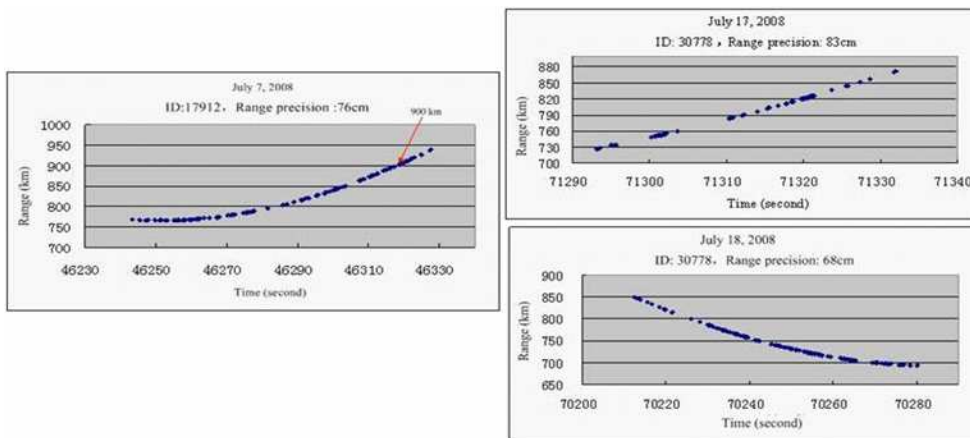 July 7, 2008
ID:17912，Range precision :76cm
900 km
Range (km)
1000
950
900
850
800
750
700
46230 46250 46270 46290 46310 46330
Time (second)
July 17, 2008
ID: 30778 ，Range precision: 83cm
Range (km)
880
850
820
790
760
730
700
71290 71300 71310 71320 71330 71340
Time (second)
July 18, 2008
ID: 30778，Range precision: 68cm
Range (km)
900
850
800
750
700
650
70200 70220 70240 70260 70280
Time (second)